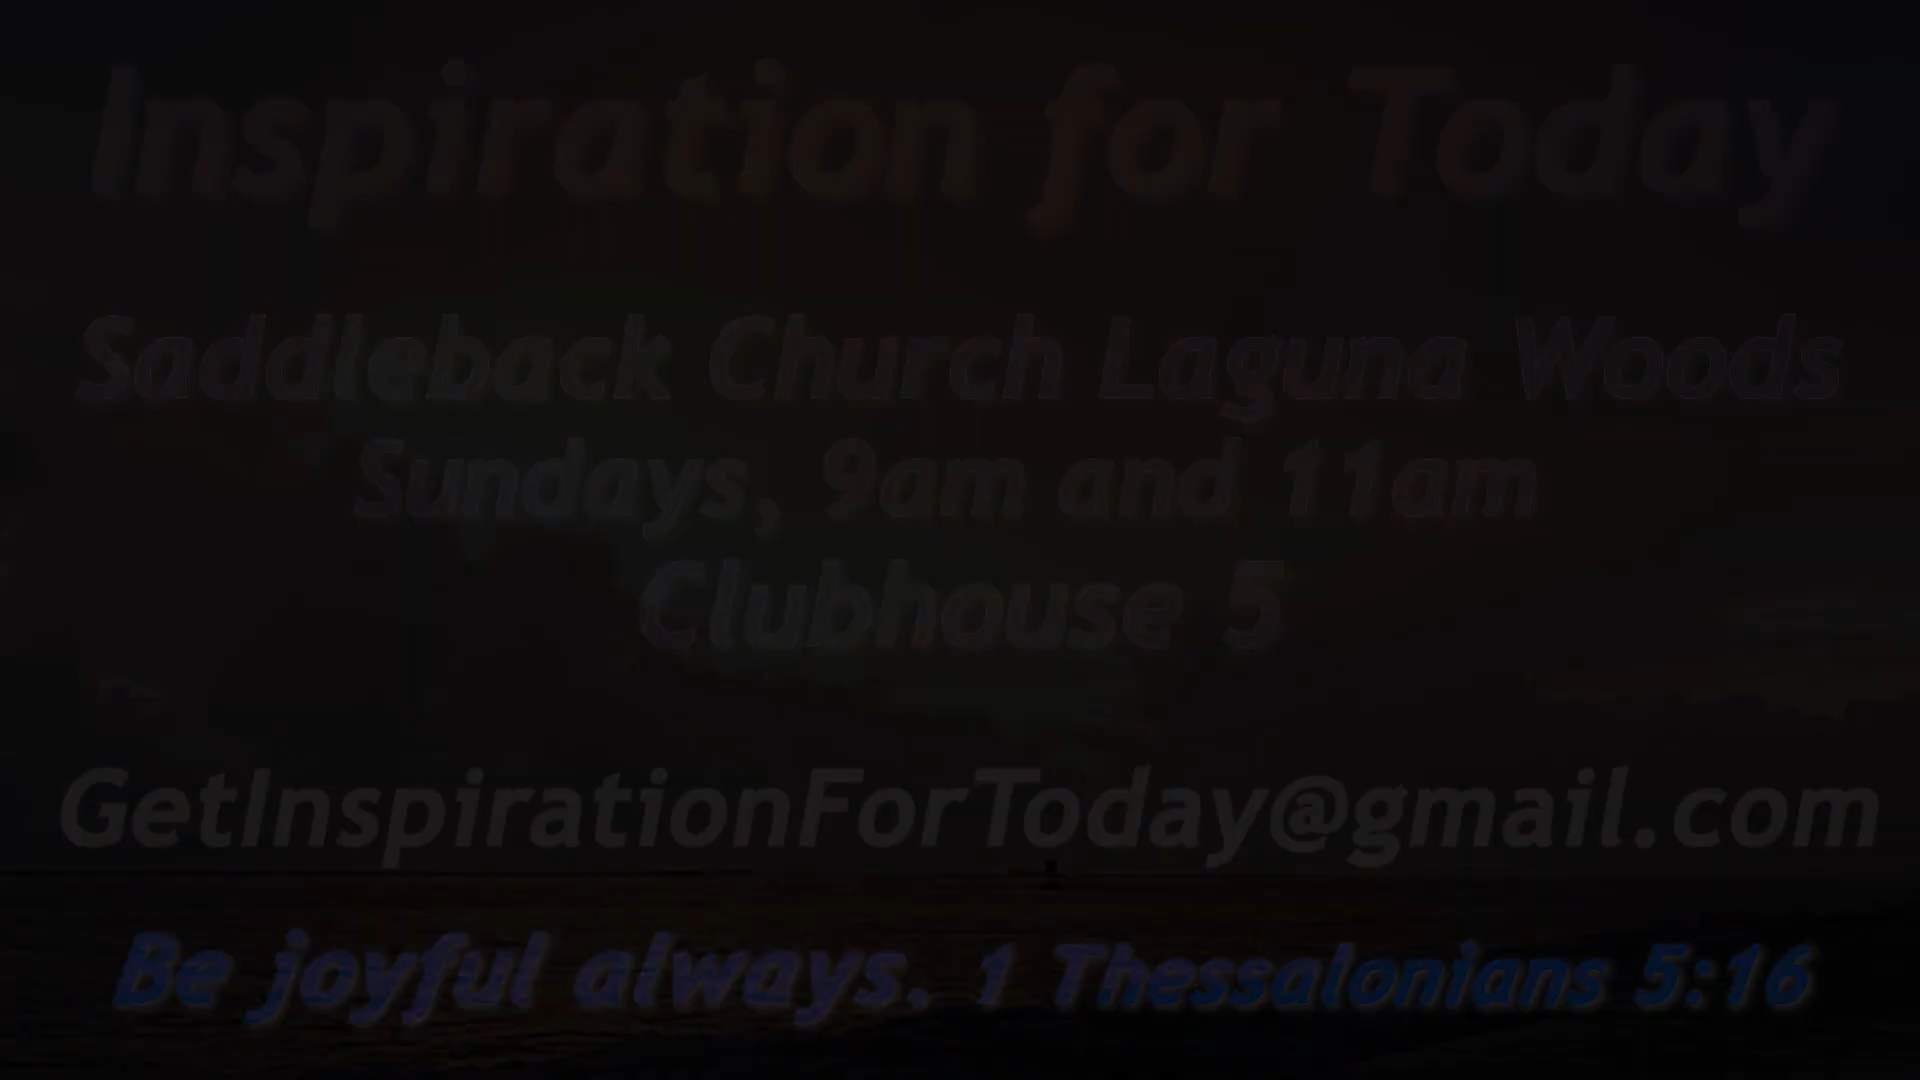 Inspiration for Today
Saddleback Church Laguna Woods
Sundays, 9am and 11am
Clubhouse 5
GetInspirationForToday@gmail.com
Be joyful always. 1 Thessalonians 5:16